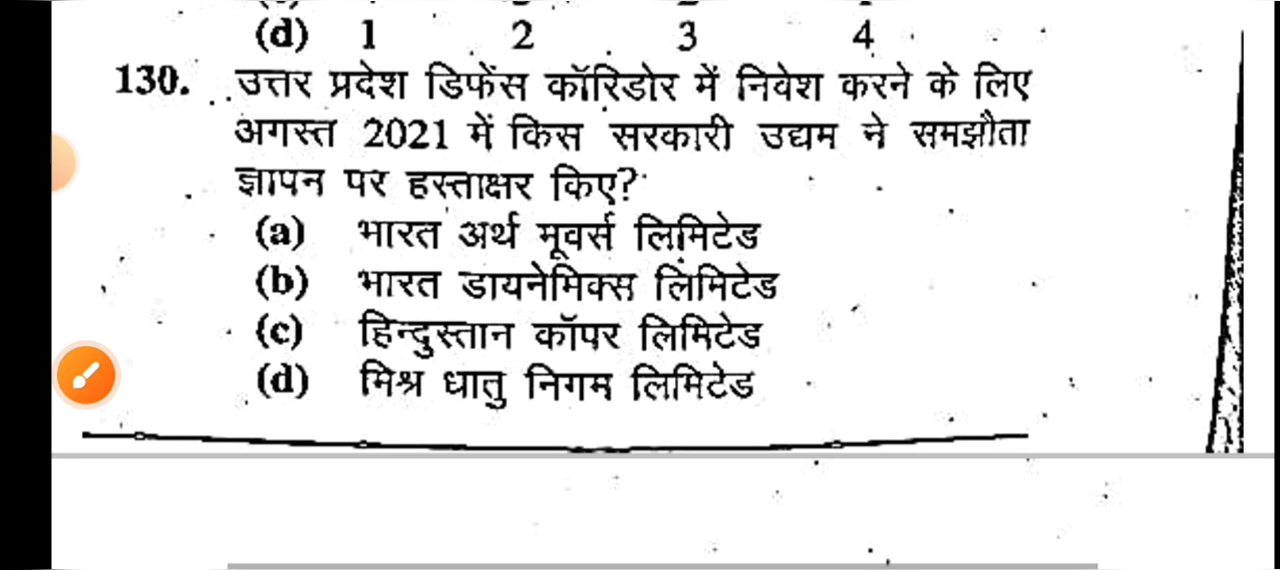 (d) 1 2 3 4
130. उत्तर प्रदेश डिफेंस कॉरिडोर में निवेश करने के लिए
अगस्त 2021 में किस सरकारी उद्यम ने समझौता
ज्ञापन पर हस्ताक्षर किए?
(a) भारत अर्थ मूवर्स लिमिटेड
(b) भारत डायनेमिक्स लिमिटेड
(c) हिन्दुस्तान कॉपर लिमिटेड
(d) मिश्र धातु निगम लिमिटेड